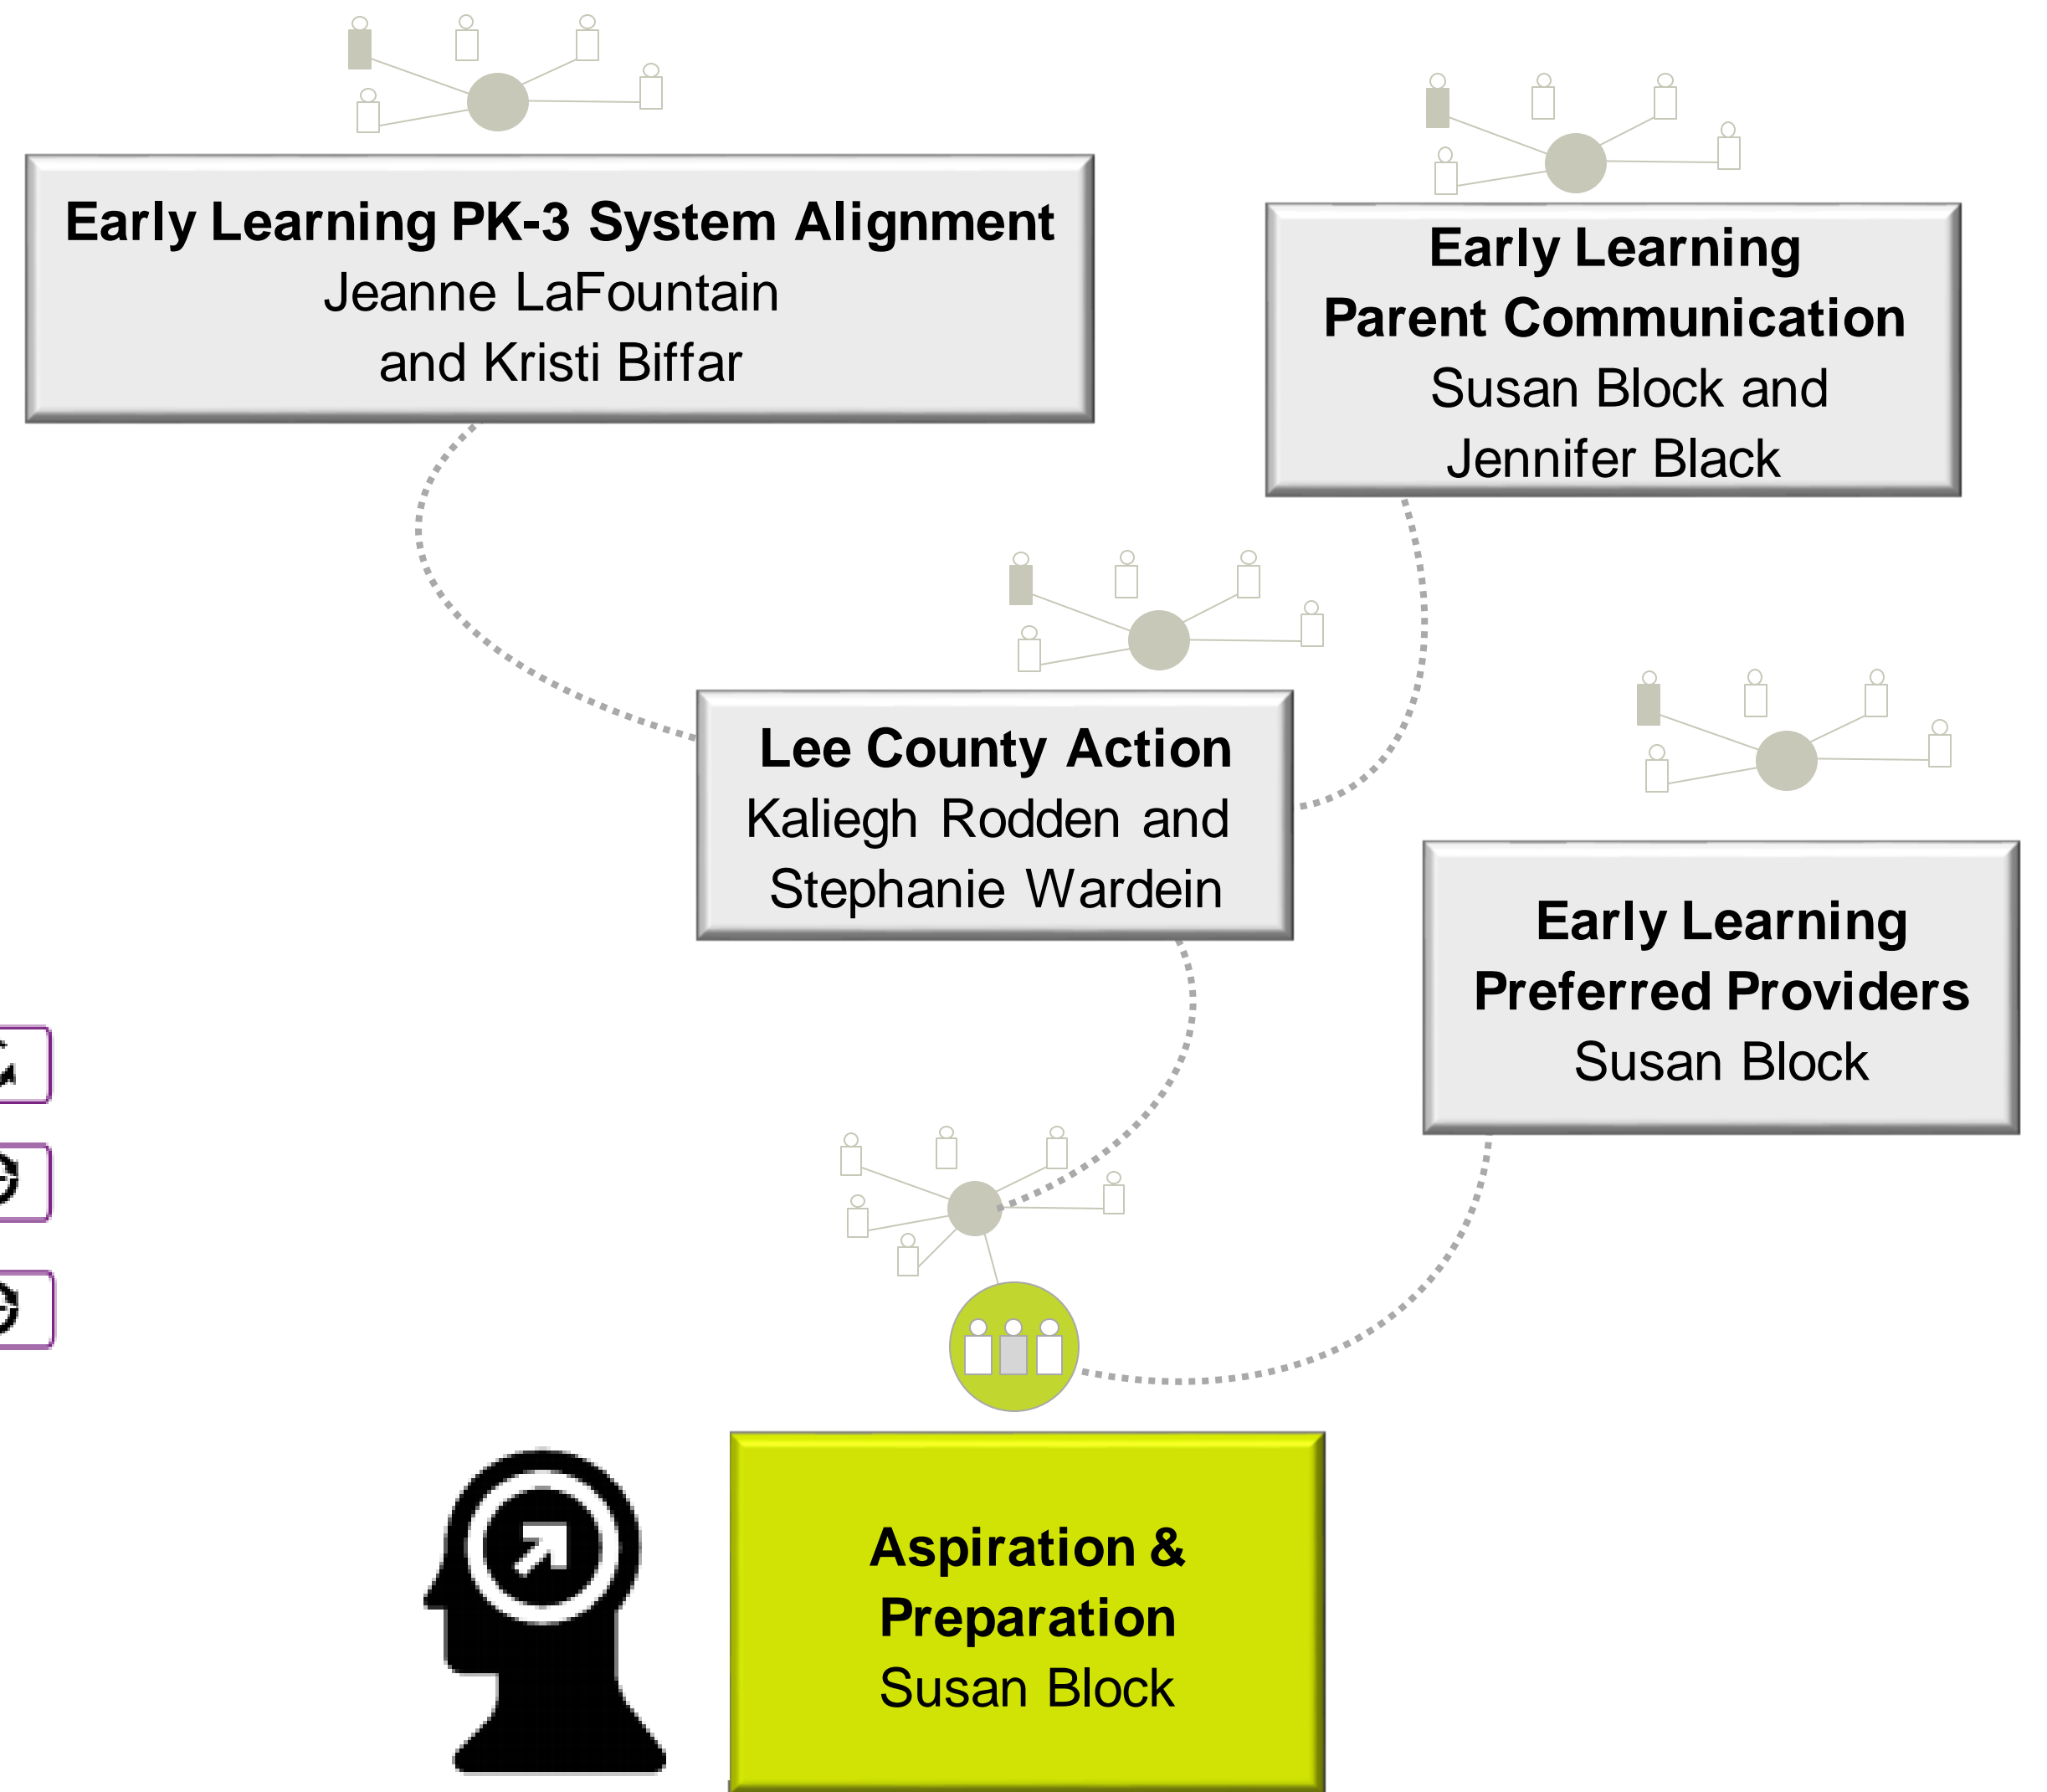 Early Learning PK-3 System Alignment
Jeanne LaFountain
and Kristi Biffar
Early Learning
Parent Communication
Susan Block and
Jennifer Black
Lee County Action
Kaliegh Rodden and
Stephanie Wardein
Early Learning
Preferred Providers
Susan Block
Aspiration &
Preparation
Susan Block